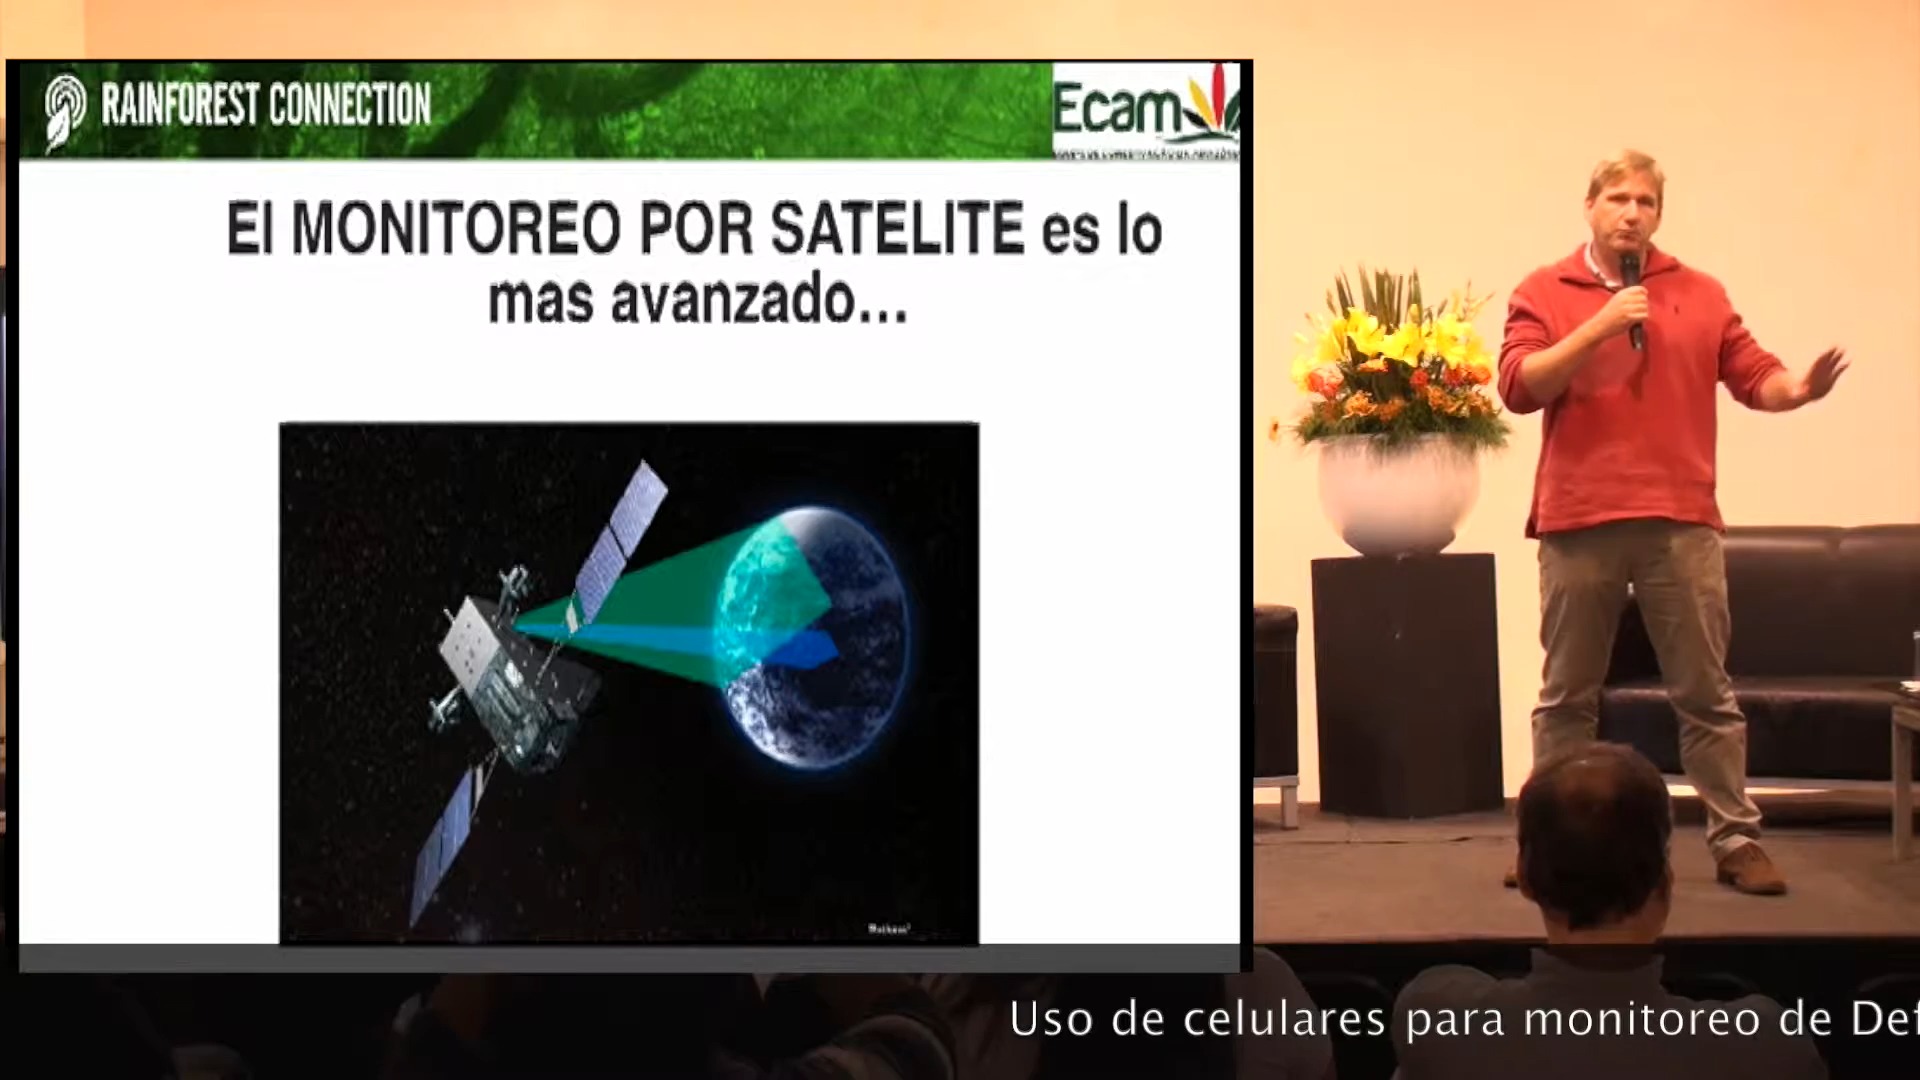 RAINFOREST CONNECTION
Ecam
El MONITOREO POR SATELITE es lo
mas avanzado...
Uso de celulares para monitoreo de Def